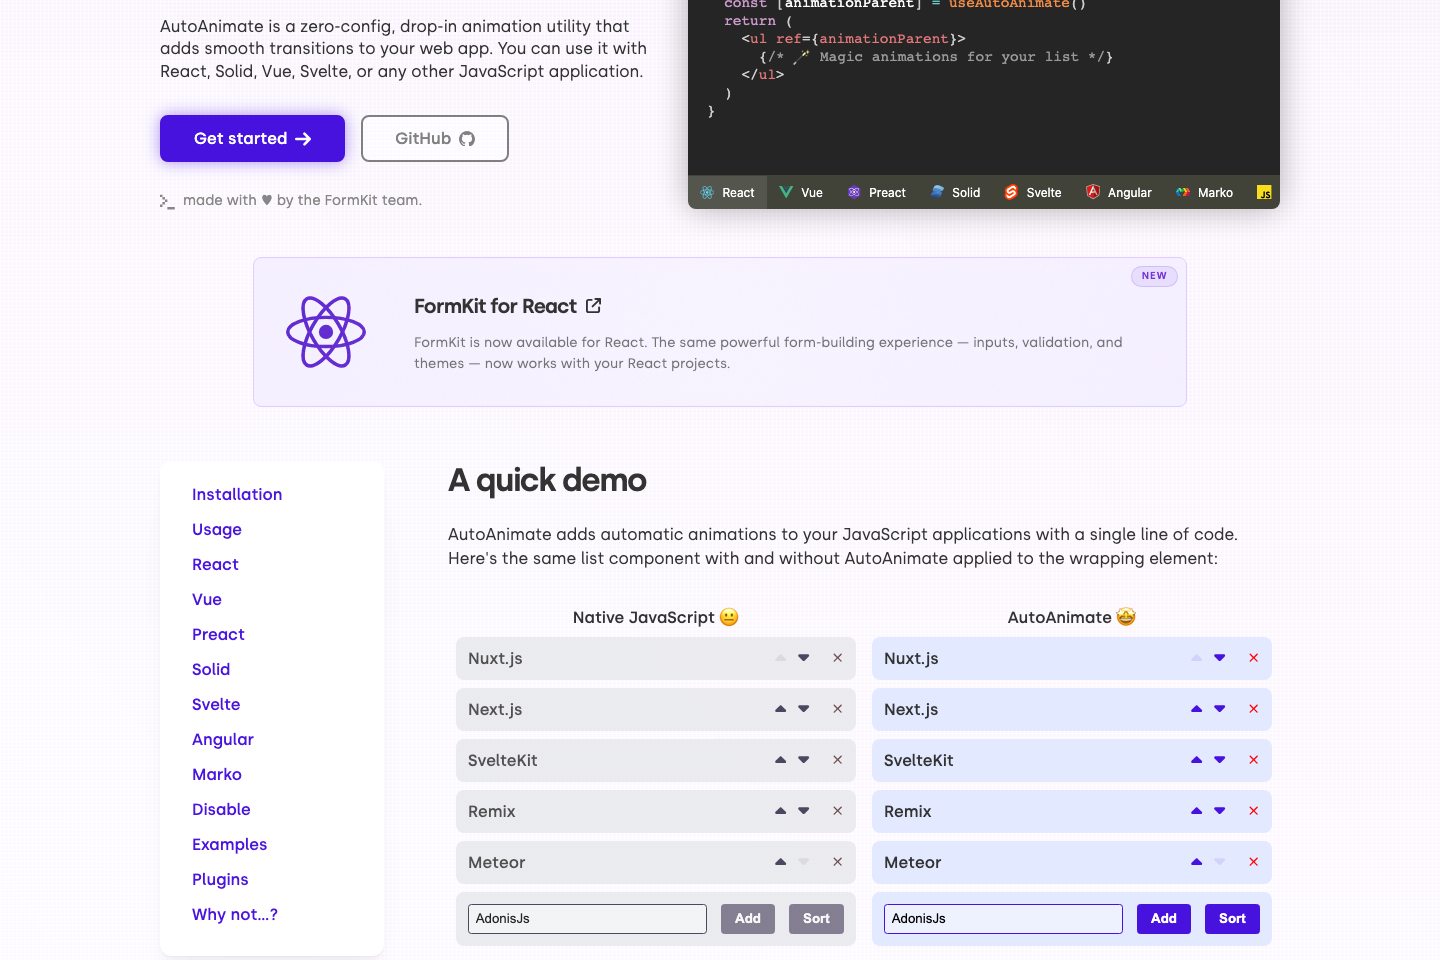 AutoAnimate is a zero-config, drop-in animation utility that
adds smooth transitions to your web app. You can use it with
React, Solid, Vue, Svelte, or any other JavaScript application.
Get started
GitHub
made with ♥ by the FormKit team.
const [animationParent] = useAutoAnimate()
return (
<ul ref={animationParent}>
{/* 🪄 Magic animations for your list */}
</ul>
)
}
React Vue Preact Solid Svelte Angular Marko JS
NEW
FormKit for React
FormKit is now available for React. The same powerful form-building experience — inputs, validation, and
themes — now works with your React projects.
Installation
Usage
React
Vue
Preact
Solid
Svelte
Angular
Marko
Disable
Examples
Plugins
Why not...?
A quick demo
AutoAnimate adds automatic animations to your JavaScript applications with a single line of code.
Here's the same list component with and without AutoAnimate applied to the wrapping element:
Native JavaScript 😐
Nuxt.js
Next.js
SvelteKit
Remix
Meteor
AdonisJs Add Sort
AutoAnimate 🤩
Nuxt.js
Next.js
SvelteKit
Remix
Meteor
AdonisJs Add Sort